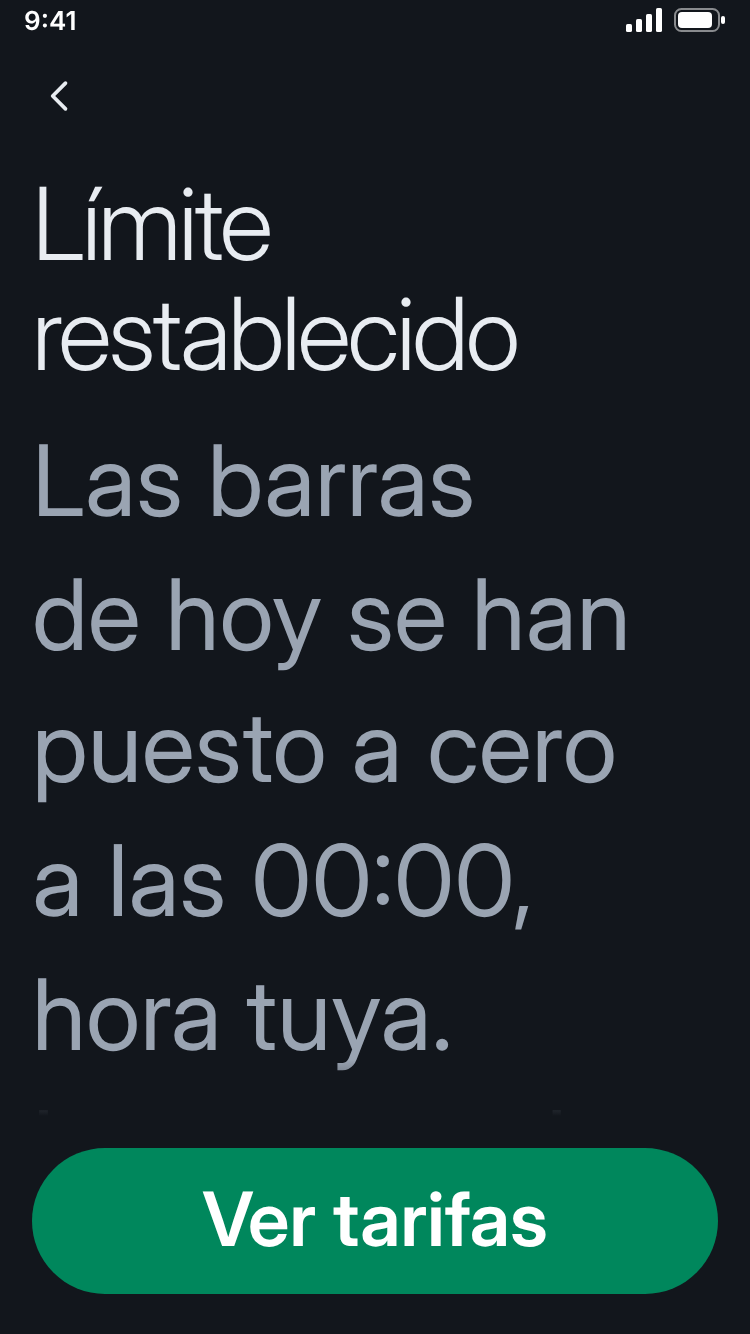 9:41
Límite
restablecido
Las barras
de hoy se han
puesto a cero
a las 00:00,
hora tuya.
Ver tarifas